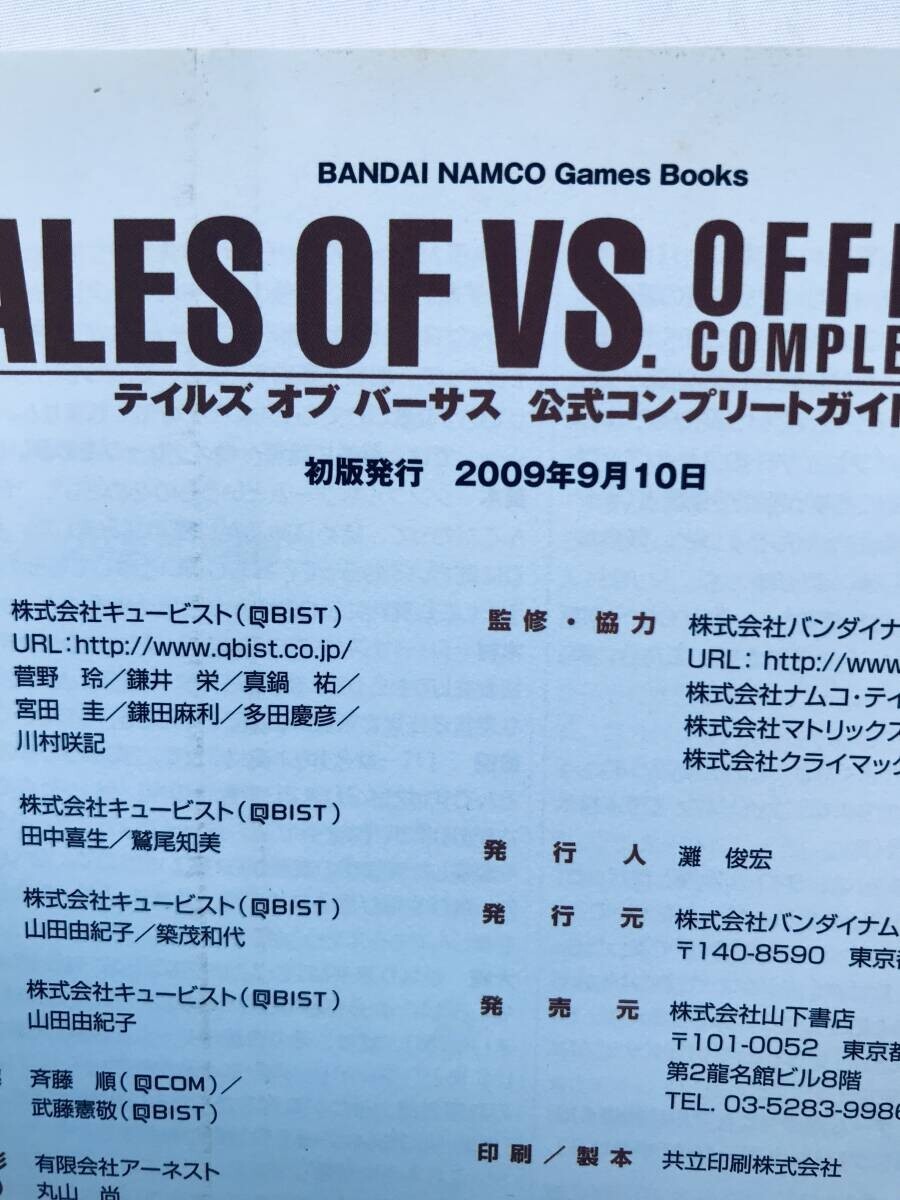 BANDAI NAMCO Games Books
ALES OF VS. OFFI
COMPLE
テイルズ オブ バーサス 公式コンプリートガイド
初版発行 2009年9月10日
株式会社キュービスト(QBIST)
URL:http://www.qbist.co.jp/
菅野 玲/鎌井 栄/真鍋 祐/
宮田 圭/鎌田麻利/多田慶彦/
川村咲記
株式会社キュービスト(QBIST)
田中喜生/鷲尾知美
株式会社キュービスト(QBIST)
山田由紀子/築茂和代
株式会社キュービスト(QBIST)
山田由紀子
斉藤 順(QCOM)/
武藤憲敬(QBIST)
有限会社アーネスト
丸山 尚
監修・協力 株式会社バンダイナ
URL: http://www
株式会社ナムコ・テイ
株式会社マトリックス
株式会社クライマック
発行人 灘 俊宏
発行元 株式会社バンダイナム
〒140-8590 東京都
発売元 株式会社山下書店
〒101-0052 東京都
第2龍名館ビル8階
TEL. 03-5283-9986
印刷/製本 共立印刷株式会社